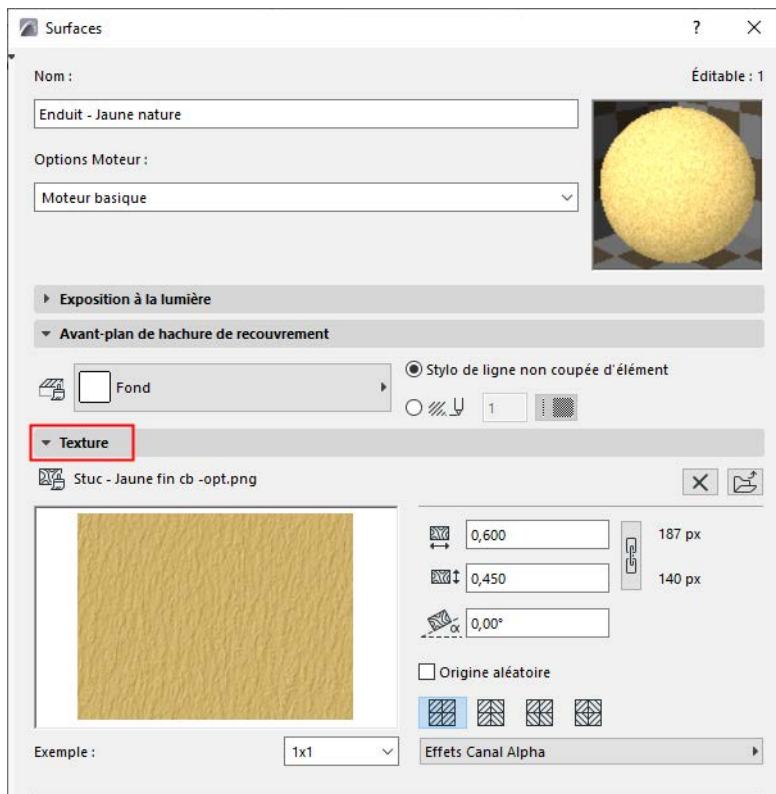 Surfaces ?
Nom :
Éditable : 1
Enduit - Jaune nature
Options Moteur :
Moteur basique
Exposition à la lumière
Avant-plan de hachure de recouvrement
Fond
Stylo de ligne non coupée d'élément
1
Texture
Stuc - Jaune fin cb -opt.png
0,600
187 px
0,450
140 px
α
0,00°
Origine aléatoire
Exemple :
1x1
Effets Canal Alpha